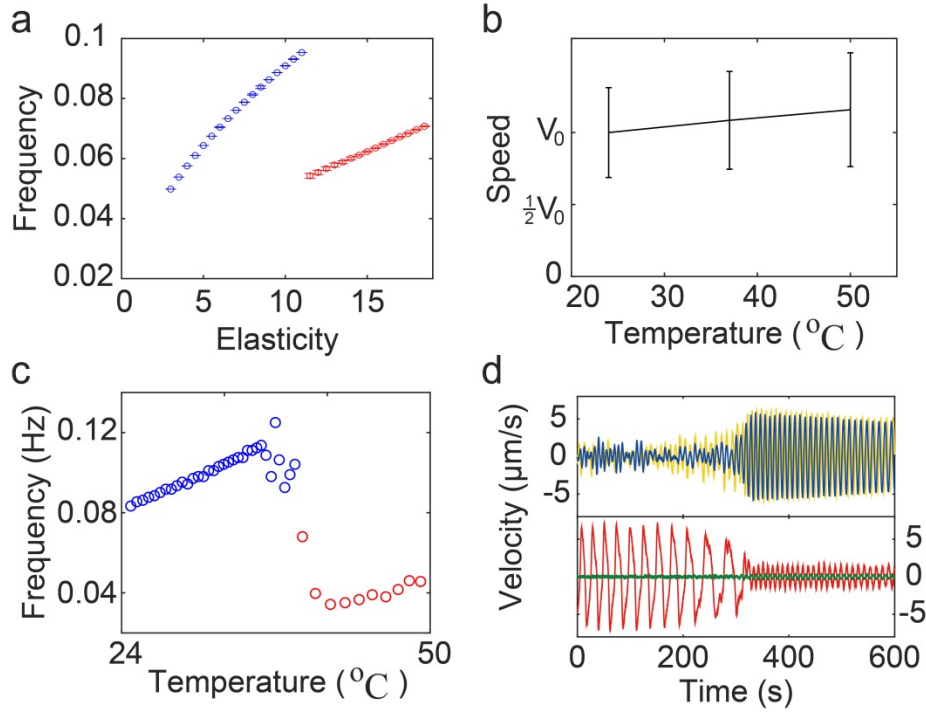 a
0.1
0.08
0.06
0.04
0.02
0
5
10
15
Frequency
Elasticity
b
V₀
½V₀
0
20
30
40
50
Speed
Temperature (°C )
c
0.12
0.08
0.04
24
50
Frequency (Hz)
Temperature (°C )
d
5
0
-5
5
0
-5
0
200
400
600
Velocity (μm/s)
Time (s)